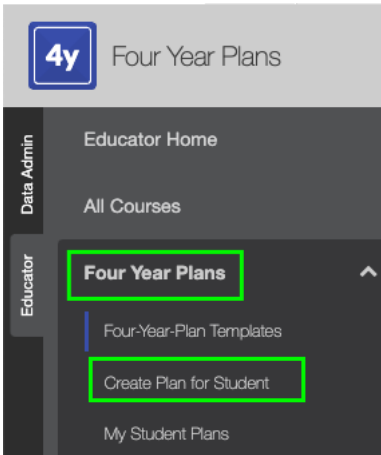 4y Four Year Plans
Data Admin
Educator Home
All Courses
Educator
Four Year Plans
Four-Year-Plan Templates
Create Plan for Student
My Student Plans